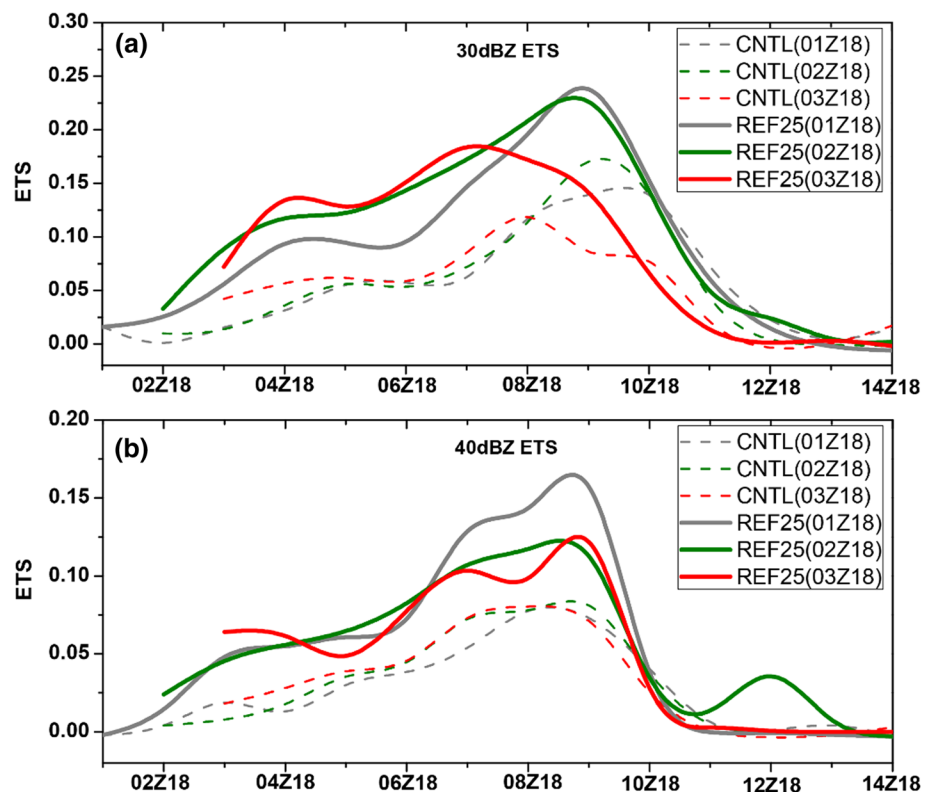 (a)
30dBZ ETS
CNTL(01Z18)
CNTL(02Z18)
CNTL(03Z18)
REF25(01Z18)
REF25(02Z18)
REF25(03Z18)
ETS
0.30
0.25
0.20
0.15
0.10
0.05
0.00
02Z18 04Z18 06Z18 08Z18 10Z18 12Z18 14Z18
(b)
40dBZ ETS
CNTL(01Z18)
CNTL(02Z18)
CNTL(03Z18)
REF25(01Z18)
REF25(02Z18)
REF25(03Z18)
ETS
0.20
0.15
0.10
0.05
0.00
02Z18 04Z18 06Z18 08Z18 10Z18 12Z18 14Z18